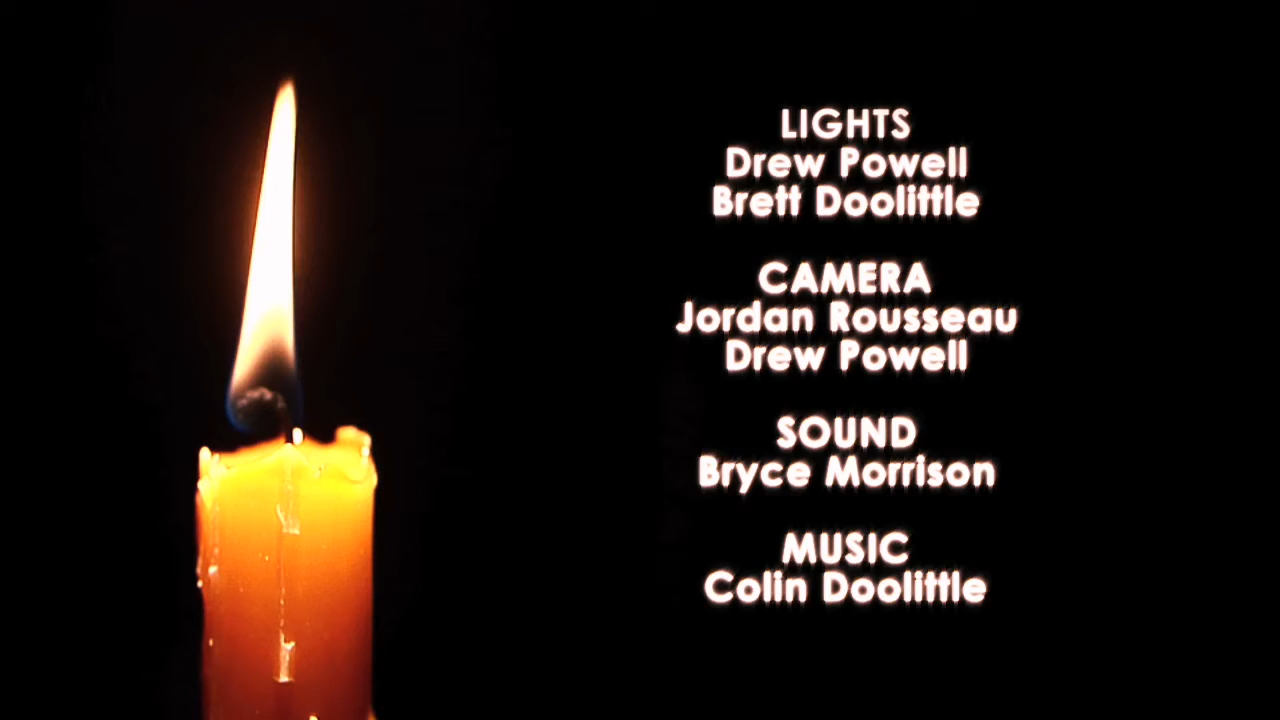 LIGHTS
Drew Powell
Brett Doolittle
CAMERA
Jordan Rousseau
Drew Powell
SOUND
Bryce Morrison
MUSIC
Colin Doolittle